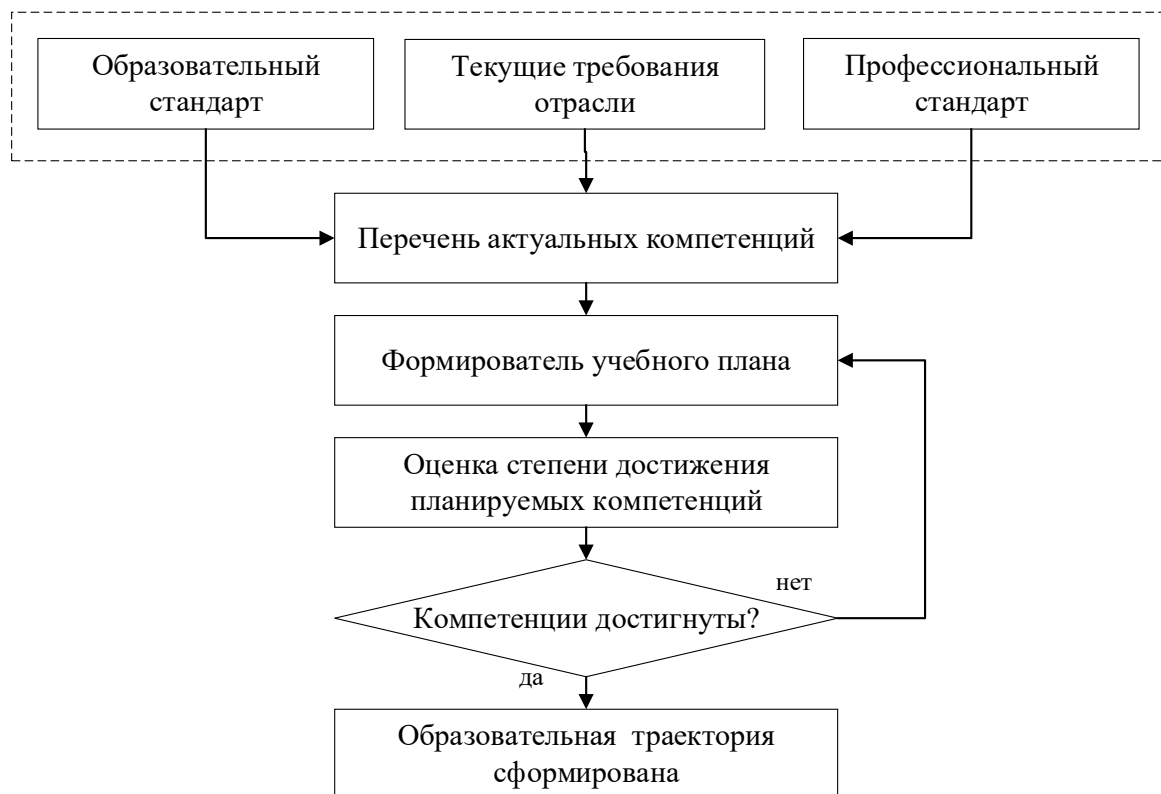 Образовательный
стандарт
Текущие требования
отрасли
Профессиональный
стандарт
Перечень актуальных компетенций
Формирователь учебного плана
Оценка степени достижения
планируемых компетенций
нет
Компетенции достигнуты?
да
Образовательная траектория
сформирована